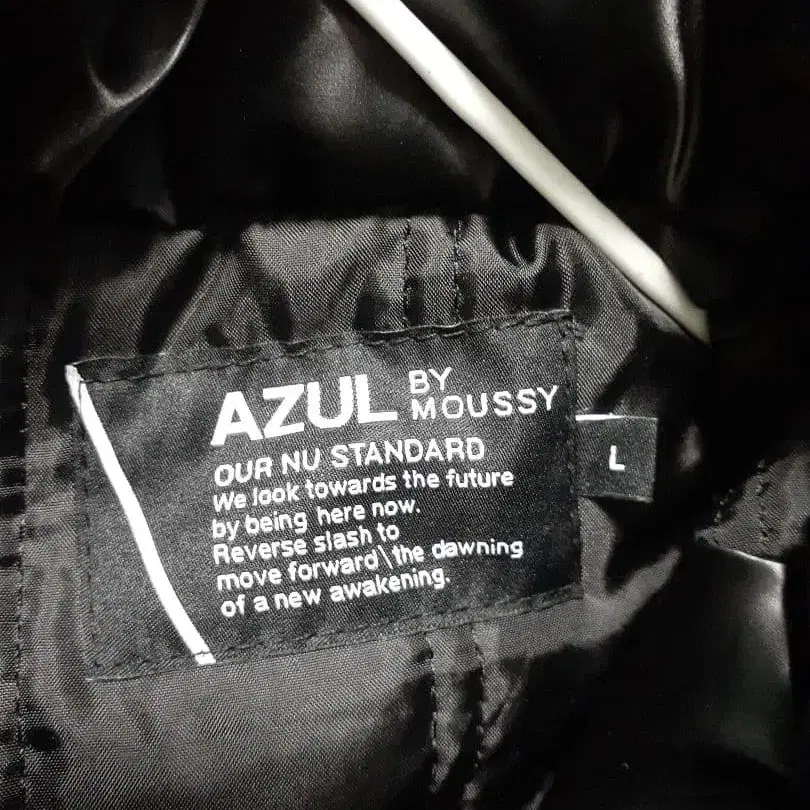 AZUL BY MOUSSY
OUR NU STANDARD
We look towards the future
by being here now.
Reverse slash to
move forward\the dawning
of a new awakening.
L